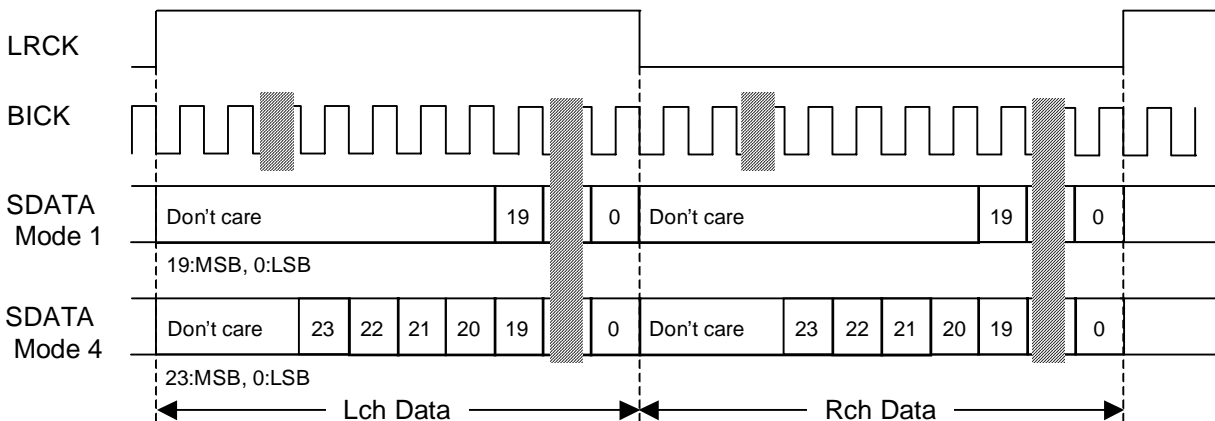 LRCK
BICK
SDATA
Mode 1
Don't care 19 0 Don't care 19 0
19:MSB, 0:LSB
SDATA
Mode 4
Don't care 23 22 21 20 19 0 Don't care 23 22 21 20 19 0
23:MSB, 0:LSB
Lch Data Rch Data